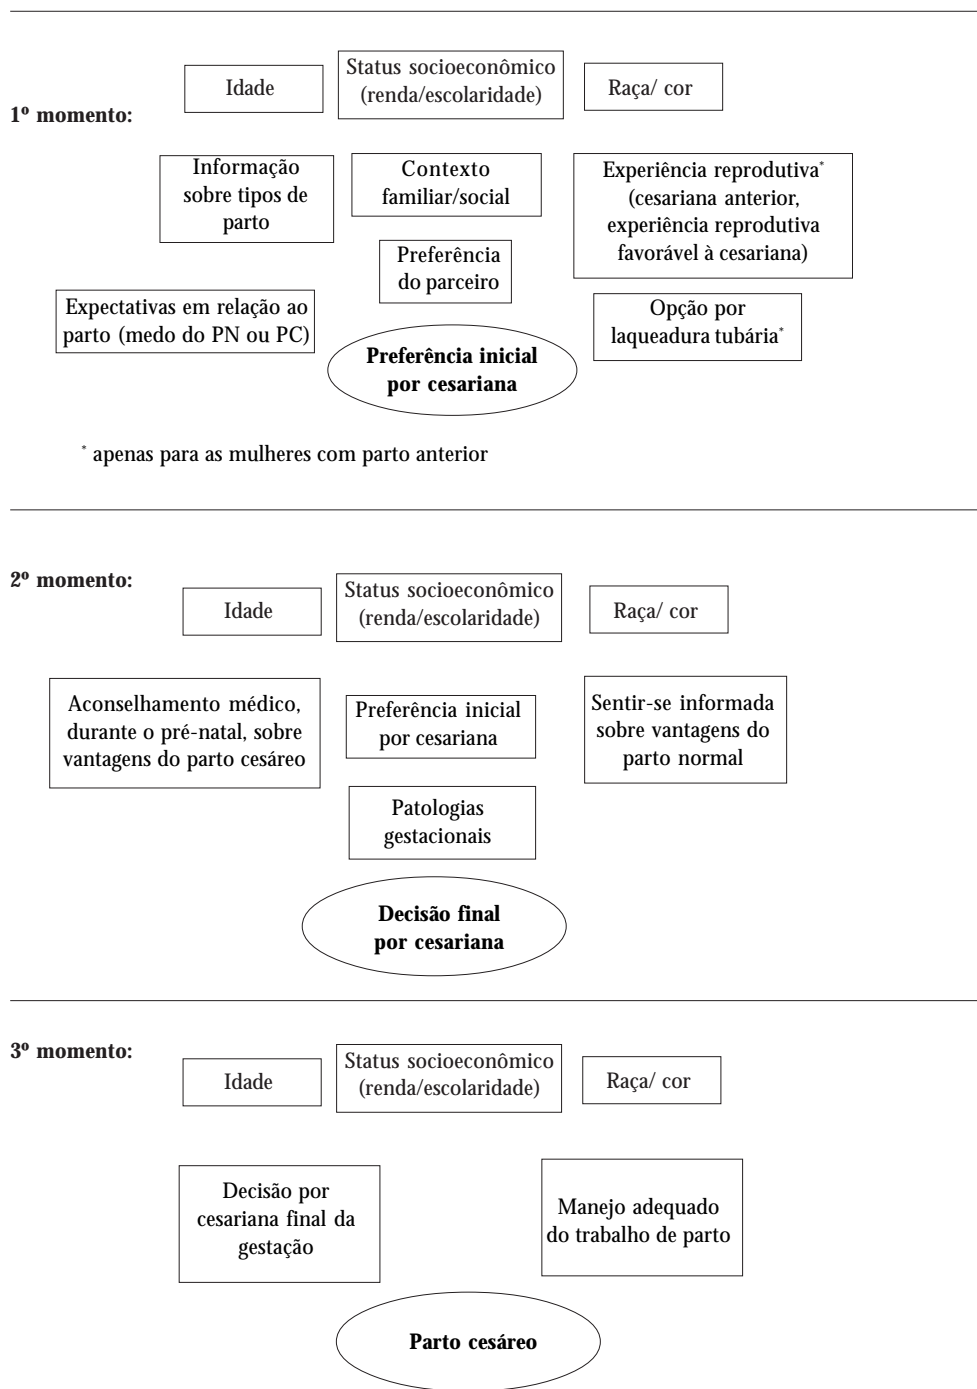 1º momento:
Idade
Status socioeconômico
(renda/escolaridade)
Raça/ cor
Informação
sobre tipos de
parto
Contexto
familiar/social
Experiência reprodutiva*
(cesariana anterior,
experiência reprodutiva
favorável à cesariana)
Preferência
do parceiro
Expectativas em relação ao
parto (medo do PN ou PC)
Opção por
laqueadura tubária*
Preferência inicial
por cesariana
* apenas para as mulheres com parto anterior
2º momento:
Idade
Status socioeconômico
(renda/escolaridade)
Raça/ cor
Aconselhamento médico,
durante o pré-natal, sobre
vantagens do parto cesáreo
Preferência inicial
por cesariana
Sentir-se informada
sobre vantagens do
parto normal
Patologias
gestacionais
Decisão final
por cesariana
3º momento:
Idade
Status socioeconômico
(renda/escolaridade)
Raça/ cor
Decisão por
cesariana final da
gestação
Manejo adequado
do trabalho de parto
Parto cesáreo